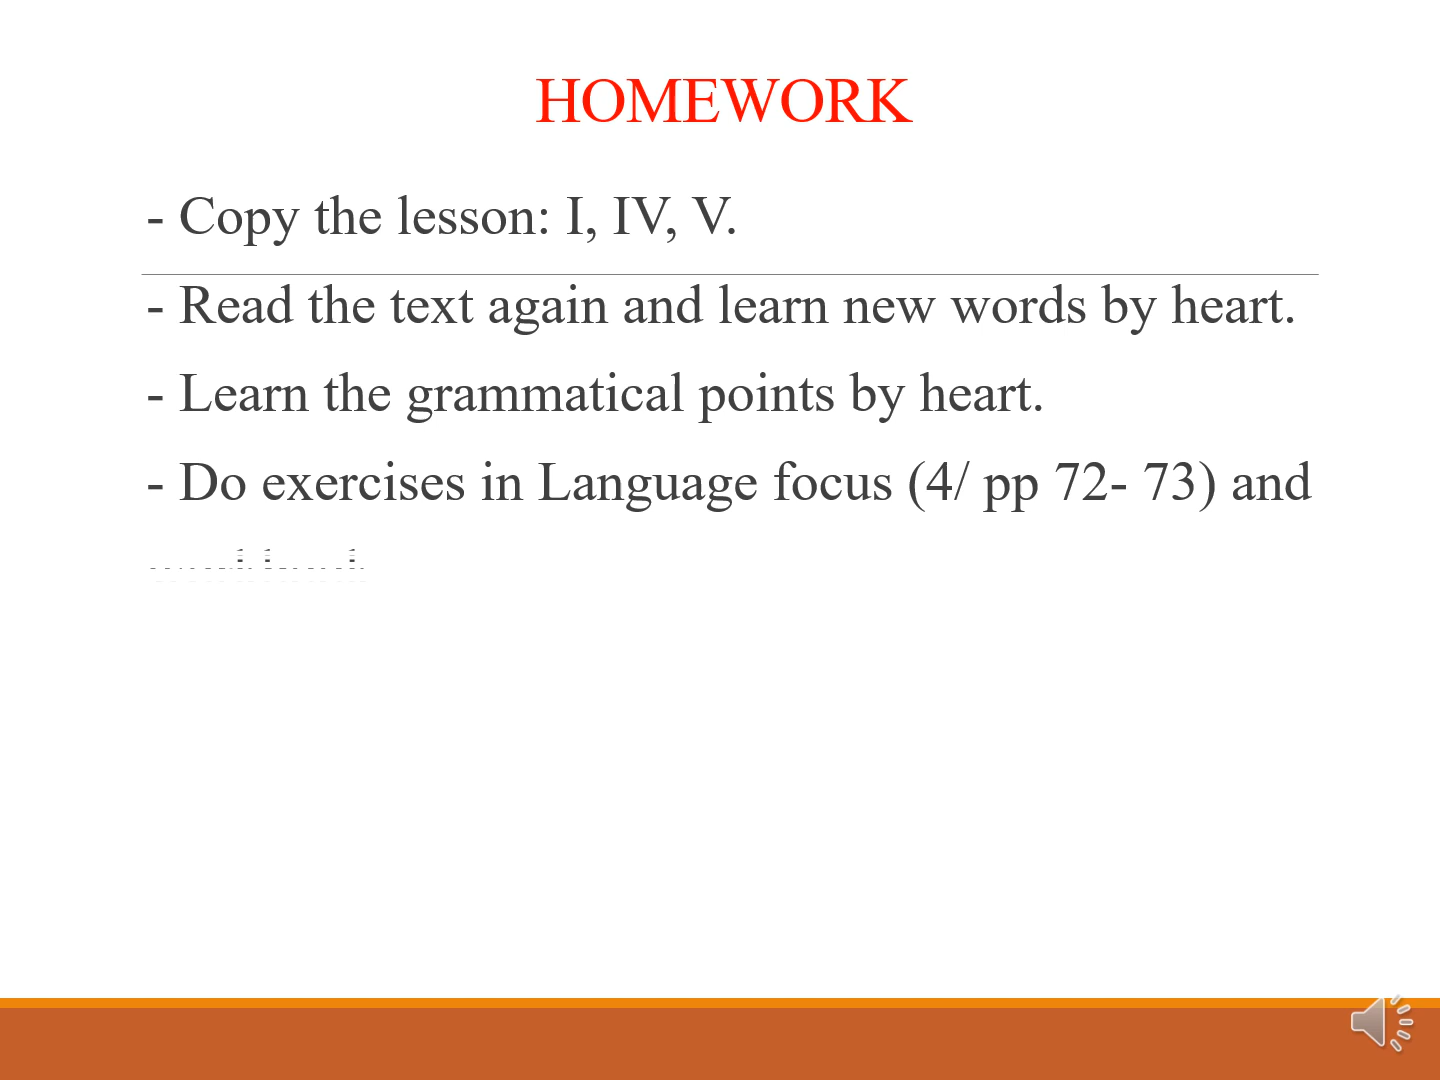 HOMEWORK
- Copy the lesson: I, IV, V.
- Read the text again and learn new words by heart.
- Learn the grammatical points by heart.
- Do exercises in Language focus (4/ pp 72- 73) and